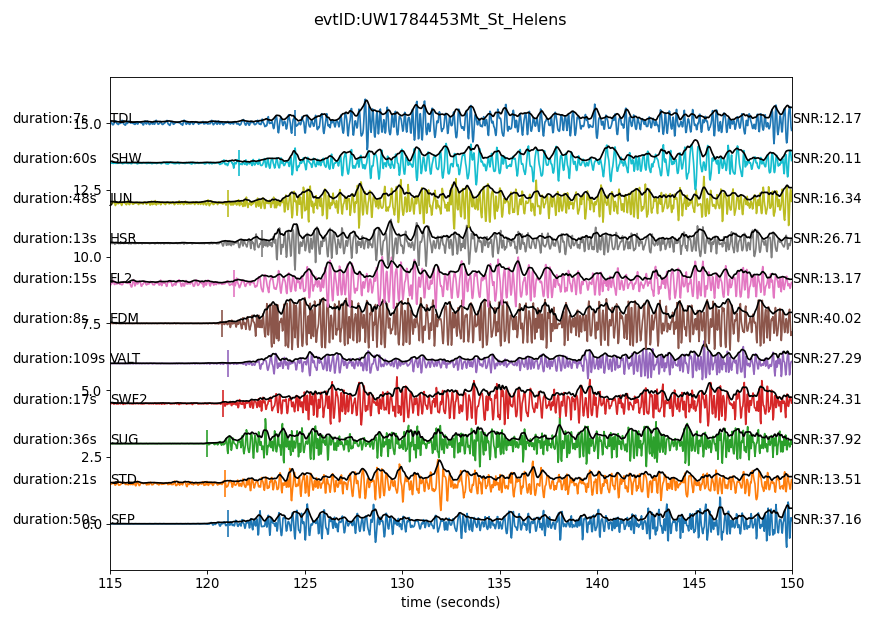 evtID:UW1784453Mt_St_Helens
duration:7s TDL SNR:12.17
15.0
duration:60s SHW SNR:20.11
12.5
duration:48s JUN SNR:16.34
duration:13s HSR SNR:26.71
10.0
duration:15s FL2 SNR:13.17
duration:8s EDM SNR:40.02
7.5
duration:109s VALT SNR:27.29
5.0
duration:17s SWF2 SNR:24.31
duration:36s SUG SNR:37.92
2.5
duration:21s STD SNR:13.51
duration:50s SEP SNR:37.16
0.0
115 120 125 130 135 140 145 150
time (seconds)